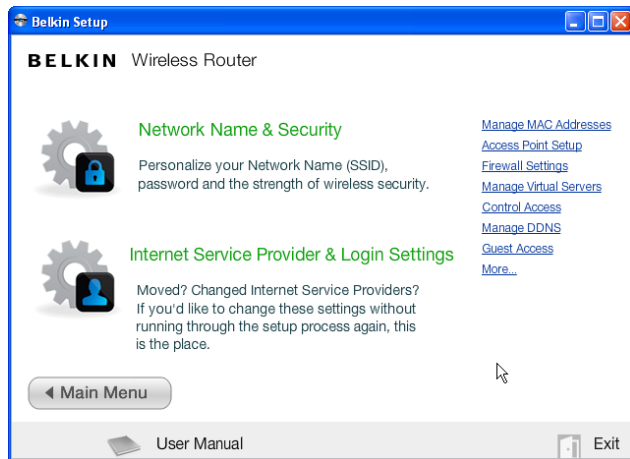 Belkin Setup
BELKIN Wireless Router
Network Name & Security
Personalize your Network Name (SSID),
password and the strength of wireless security.
Internet Service Provider & Login Settings
Moved? Changed Internet Service Providers?
If you'd like to change these settings without
running through the setup process again, this
is the place.
Manage MAC Addresses
Access Point Setup
Firewall Settings
Manage Virtual Servers
Control Access
Manage DDNS
Guest Access
More...
Main Menu
User Manual
Exit